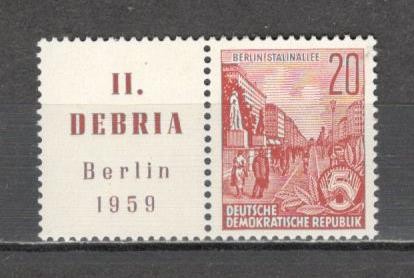 II.
DEBRIA
Berlin
1959
BERLIN STALINALLEE
20
5
DEUTSCHE
DEMOKRATISCHE REPUBLIK